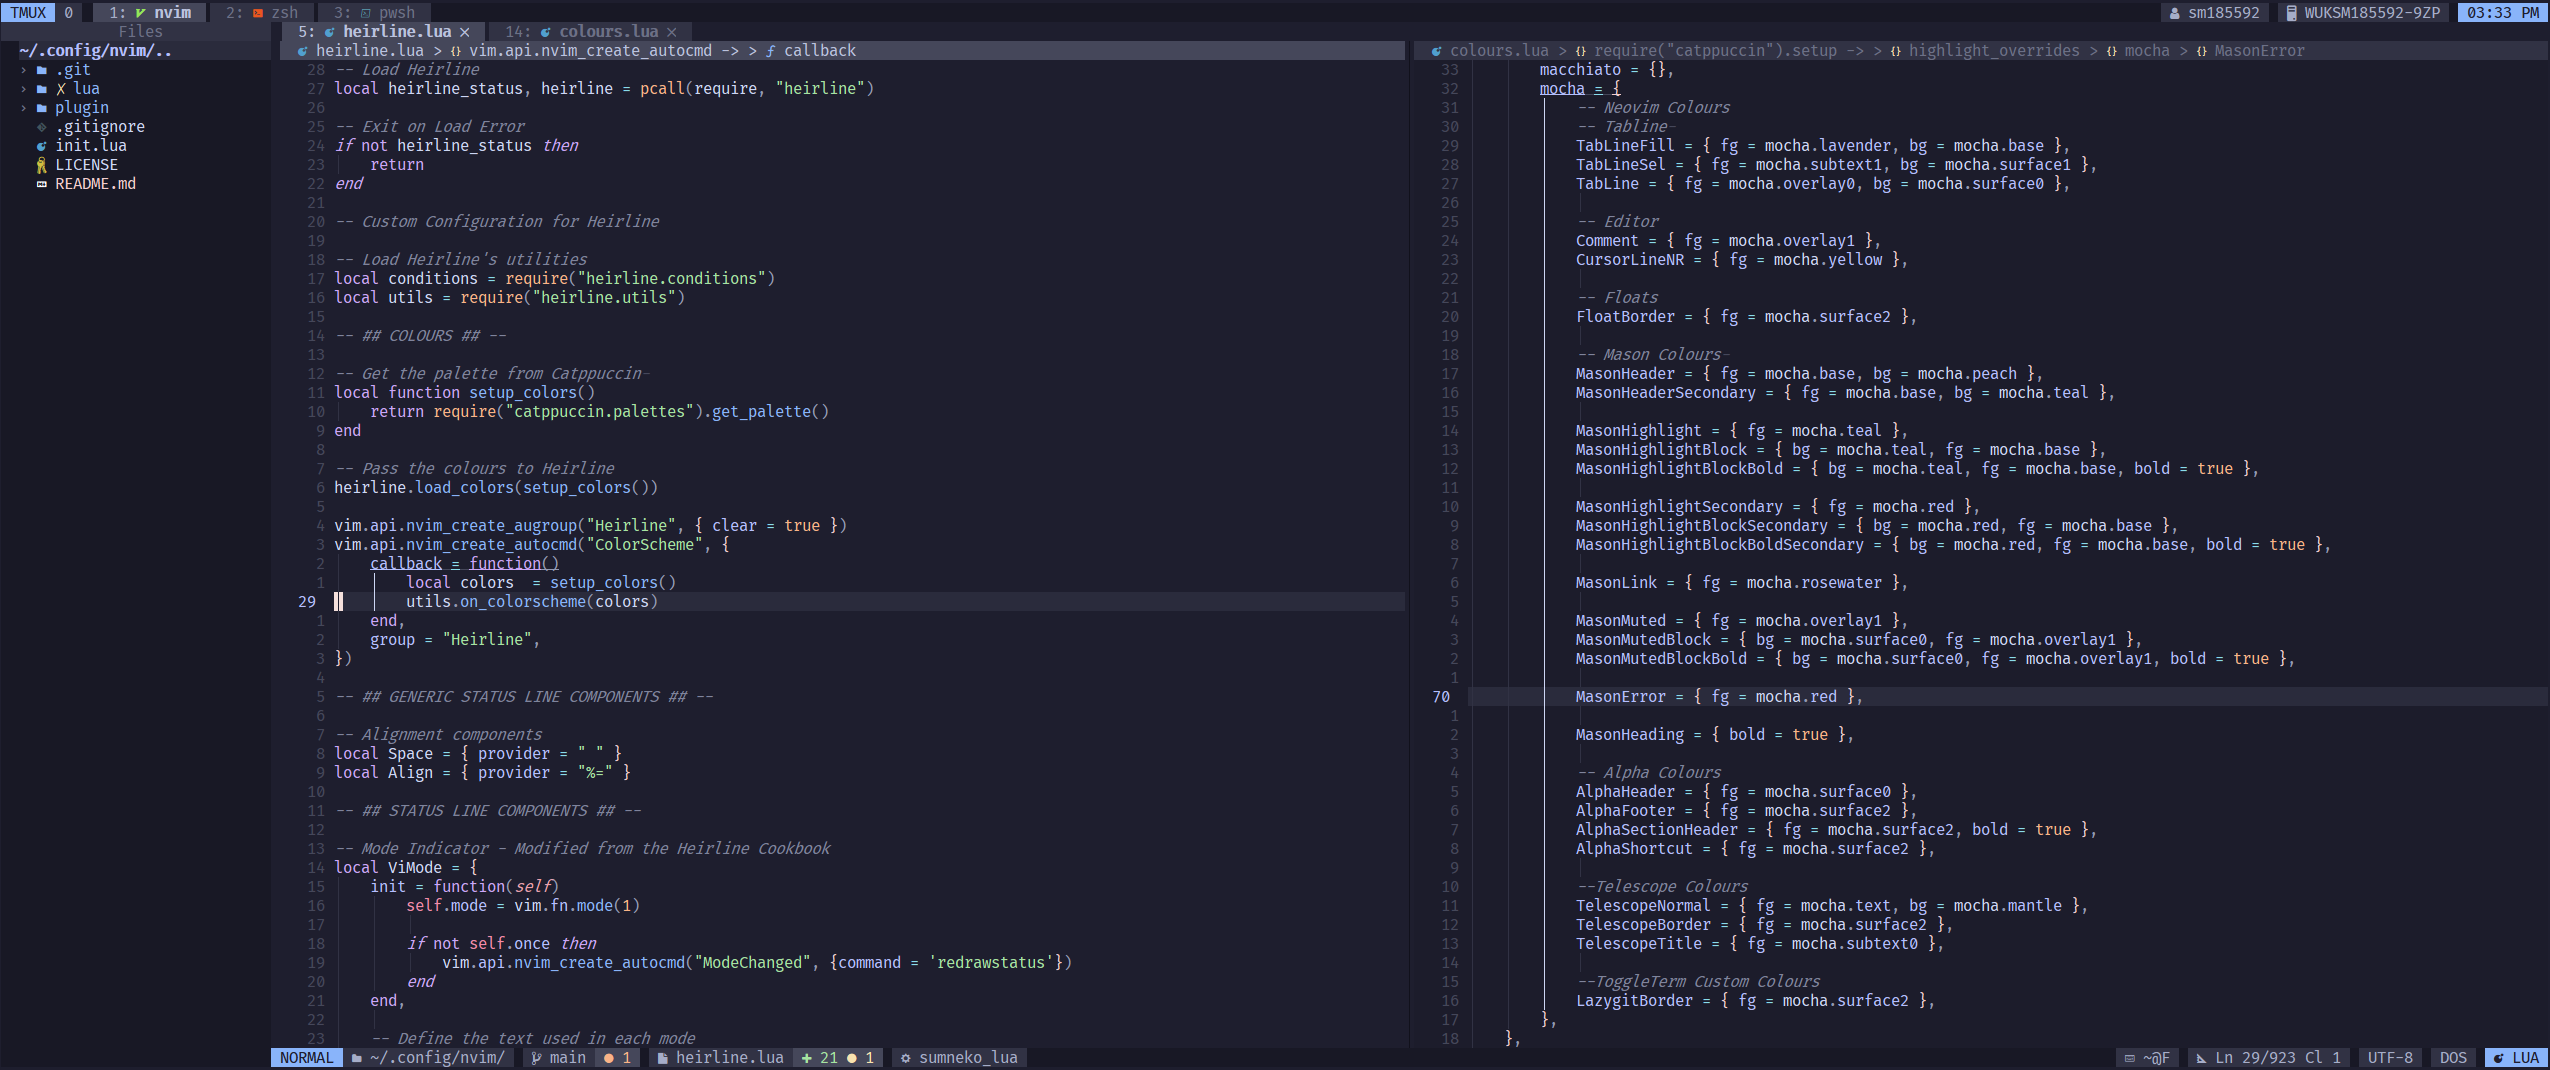 TMUX 0 1: nvim 2: zsh 3: pwsh sm185592 WUKSM185592-9ZP 03:33 PM
Files
~/.config/nvim/..
.git
✗ lua
plugin
.gitignore
init.lua
LICENSE
README.md
5: heirline.lua × 14: colours.lua ×
heirline.lua > {} vim.api.nvim_create_autocmd -> > ƒ callback
28 -- Load Heirline
27 local heirline_status, heirline = pcall(require, "heirline")
26
25 -- Exit on Load Error
24 if not heirline_status then
23     return
22 end
21
20 -- Custom Configuration for Heirline
19
18 -- Load Heirline's utilities
17 local conditions = require("heirline.conditions")
16 local utils = require("heirline.utils")
15
14 -- ## COLOURS ## --
13
12 -- Get the palette from Catppuccin-
11 local function setup_colors()
10     return require("catppuccin.palettes").get_palette()
9 end
8
7 -- Pass the colours to Heirline
6 heirline.load_colors(setup_colors())
5
4 vim.api.nvim_create_augroup("Heirline", { clear = true })
3 vim.api.nvim_create_autocmd("ColorScheme", {
2     callback = function()
1         local colors  = setup_colors()
29         utils.on_colorscheme(colors)
1     end,
2     group = "Heirline",
3 })
4
5 -- ## GENERIC STATUS LINE COMPONENTS ## --
6
7 -- Alignment components
8 local Space = { provider = " " }
9 local Align = { provider = "%=" }
10
11 -- ## STATUS LINE COMPONENTS ## --
12
13 -- Mode Indicator - Modified from the Heirline Cookbook
14 local ViMode = {
15     init = function(self)
16         self.mode = vim.fn.mode(1)
17
18         if not self.once then
19             vim.api.nvim_create_autocmd("ModeChanged", {command = 'redrawstatus'})
20         end
21     end,
22
23     -- Define the text used in each mode
colours.lua > {} require("catppuccin").setup -> > {} highlight_overrides > {} mocha > {} MasonError
33 macchiato = {},
32 mocha = {
31     -- Neovim Colours
30     -- Tabline-
29     TabLineFill = { fg = mocha.lavender, bg = mocha.base },
28     TabLineSel = { fg = mocha.subtext1, bg = mocha.surface1 },
27     TabLine = { fg = mocha.overlay0, bg = mocha.surface0 },
26
25     -- Editor
24     Comment = { fg = mocha.overlay1 },
23     CursorLineNR = { fg = mocha.yellow },
22
21     -- Floats
20     FloatBorder = { fg = mocha.surface2 },
19
18     -- Mason Colours-
17     MasonHeader = { fg = mocha.base, bg = mocha.peach },
16     MasonHeaderSecondary = { fg = mocha.base, bg = mocha.teal },
15
14     MasonHighlight = { fg = mocha.teal },
13     MasonHighlightBlock = { bg = mocha.teal, fg = mocha.base },
12     MasonHighlightBlockBold = { bg = mocha.teal, fg = mocha.base, bold = true },
11
10     MasonHighlightSecondary = { fg = mocha.red },
9     MasonHighlightBlockSecondary = { bg = mocha.red, fg = mocha.base },
8     MasonHighlightBlockBoldSecondary = { bg = mocha.red, fg = mocha.base, bold = true },
7
6     MasonLink = { fg = mocha.rosewater },
5
4     MasonMuted = { fg = mocha.overlay1 },
3     MasonMutedBlock = { bg = mocha.surface0, fg = mocha.overlay1 },
2     MasonMutedBlockBold = { bg = mocha.surface0, fg = mocha.overlay1, bold = true },
1
70     MasonError = { fg = mocha.red },
1
2     MasonHeading = { bold = true },
3
4     -- Alpha Colours
5     AlphaHeader = { fg = mocha.surface0 },
6     AlphaFooter = { fg = mocha.surface2 },
7     AlphaSectionHeader = { fg = mocha.surface2, bold = true },
8     AlphaShortcut = { fg = mocha.surface2 },
9
10     --Telescope Colours
11     TelescopeNormal = { fg = mocha.text, bg = mocha.mantle },
12     TelescopeBorder = { fg = mocha.surface2 },
13     TelescopeTitle = { fg = mocha.subtext0 },
14
15     --ToggleTerm Custom Colours
16     LazygitBorder = { fg = mocha.surface2 },
17 },
18 },
NORMAL ~/.config/nvim/ main ● 1 heirline.lua + 21 ● 1 sumneko_lua ~@F Ln 29/923 Cl 1 UTF-8 DOS LUA